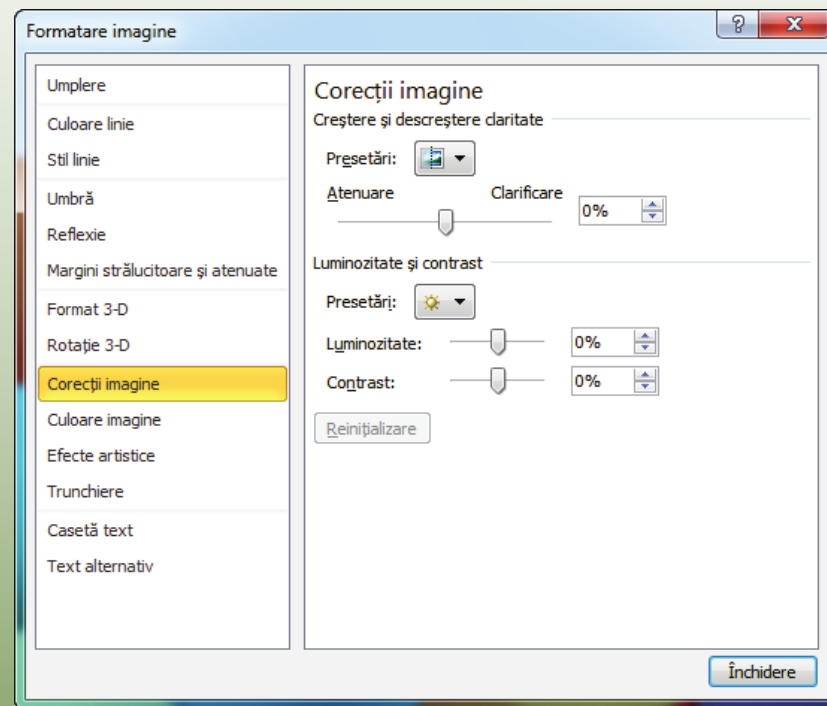 Formatare imagine
Umplere
Culoare linie
Stil linie
Umbră
Reflexie
Margini strălucitoare și atenuate
Format 3-D
Rotație 3-D
Corecții imagine
Culoare imagine
Efecte artistice
Trunchiere
Casetă text
Text alternativ
Corecții imagine
Creștere și descreștere claritate
Presetări:
Atenuare Clarificare
0%
Luminozitate și contrast
Presetări:
Luminozitate: 0%
Contrast: 0%
Reinițializare
Închidere